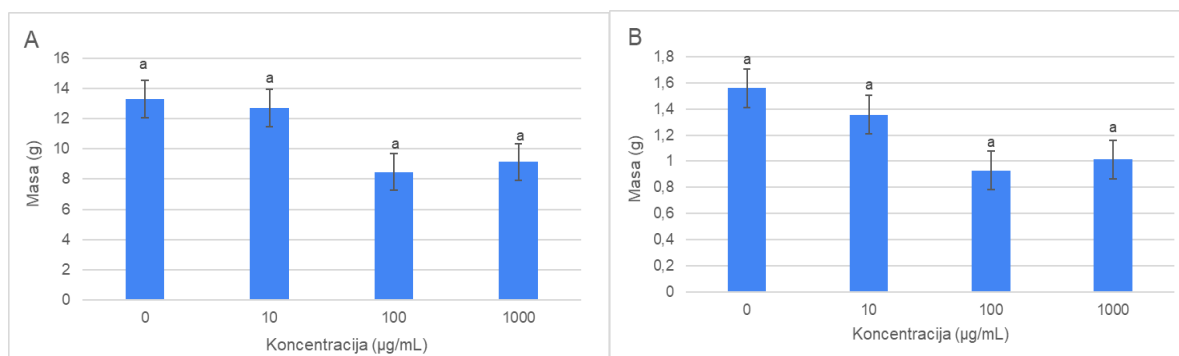 A
16
14
12
10
8
6
4
2
0
Masa (g)
a
a
a
a
0 10 100 1000
Koncentracija (µg/mL)
B
1,8
1,6
1,4
1,2
1
0,8
0,6
0,4
0,2
0
Masa (g)
a
a
a
a
0 10 100 1000
Koncentracija (µg/mL)